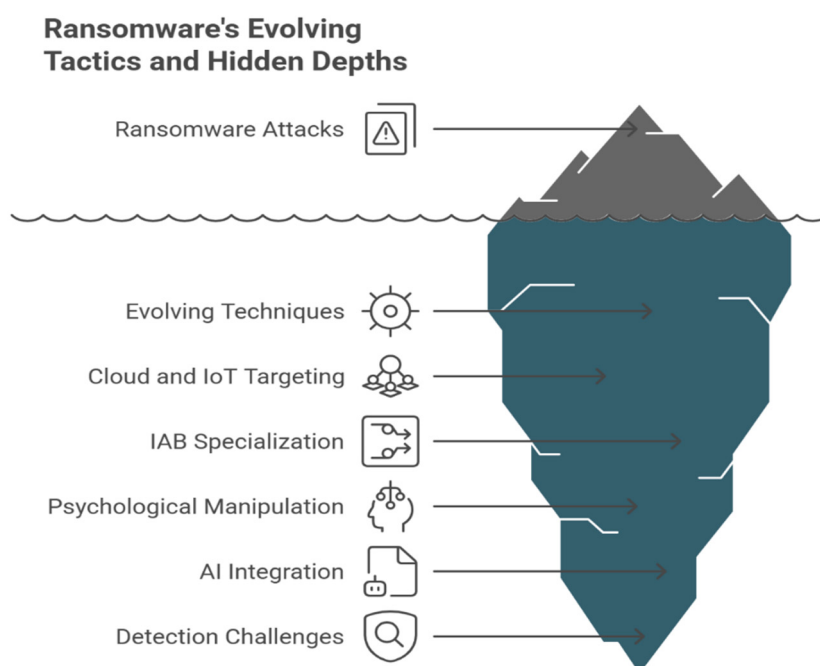 Ransomware's Evolving
Tactics and Hidden Depths
Ransomware Attacks
Evolving Techniques
Cloud and IoT Targeting
IAB Specialization
Psychological Manipulation
AI Integration
Detection Challenges